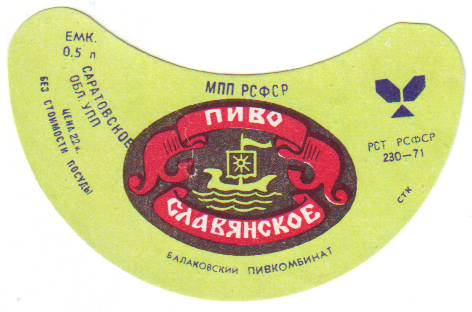 ЕМК.
0.5 л
САРАТОВСКОЕ
ОБЛ. УПП
ЦЕНА 22к.
БЕЗ СТОИМОСТИ ПОСУДЫ
МПП РСФСР
ПИВО
СЛАВЯНСКОЕ
БАЛАКОВСКИЙ ПИВКОМБИНАТ
РСТ РСФСР
230—71
СТК